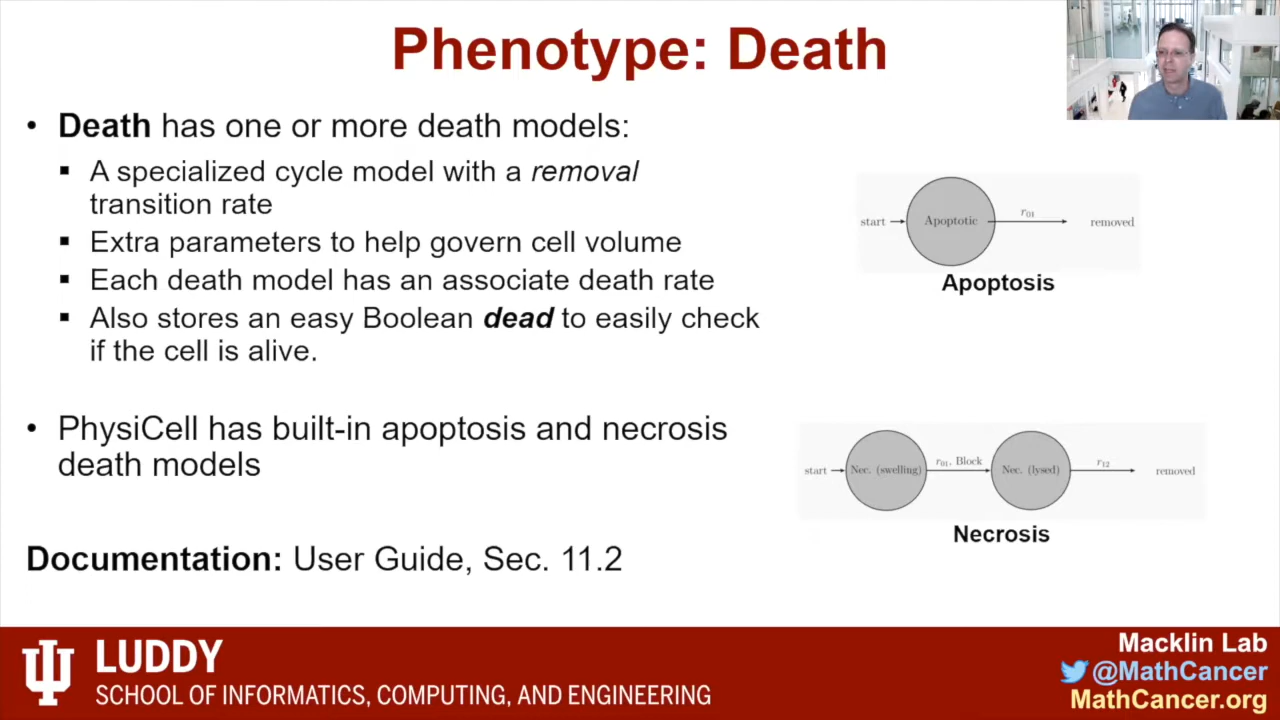 Phenotype: Death
• Death has one or more death models:
▪ A specialized cycle model with a removal
transition rate
▪ Extra parameters to help govern cell volume
▪ Each death model has an associate death rate
▪ Also stores an easy Boolean dead to easily check
if the cell is alive.
• PhysiCell has built-in apoptosis and necrosis
death models
Documentation: User Guide, Sec. 11.2
start Apoptotic r01 removed
Apoptosis
start Nec. (swelling) r01, Block Nec. (lysed) r12 removed
Necrosis
LUDDY
SCHOOL OF INFORMATICS, COMPUTING, AND ENGINEERING
Macklin Lab
@MathCancer
MathCancer.org